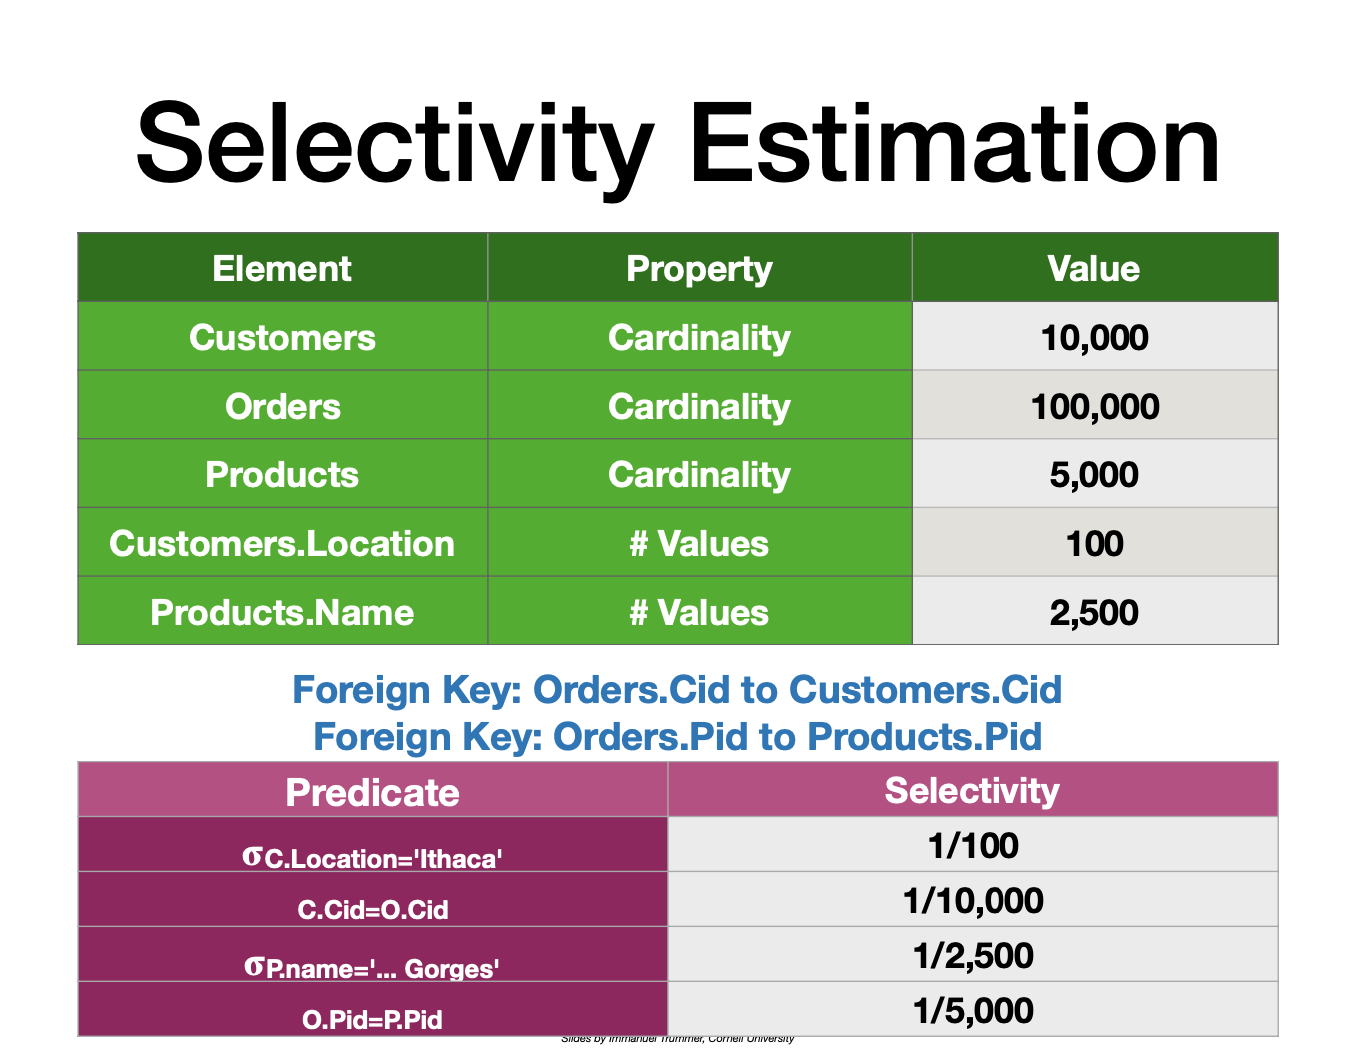 Selectivity Estimation
Element Property Value
Customers Cardinality 10,000
Orders Cardinality 100,000
Products Cardinality 5,000
Customers.Location # Values 100
Products.Name # Values 2,500
Foreign Key: Orders.Cid to Customers.Cid
Foreign Key: Orders.Pid to Products.Pid
Predicate Selectivity
σC.Location='Ithaca' 1/100
C.Cid=O.Cid 1/10,000
σP.name='... Gorges' 1/2,500
O.Pid=P.Pid 1/5,000
Slides by Immanuel Trummer, Cornell University